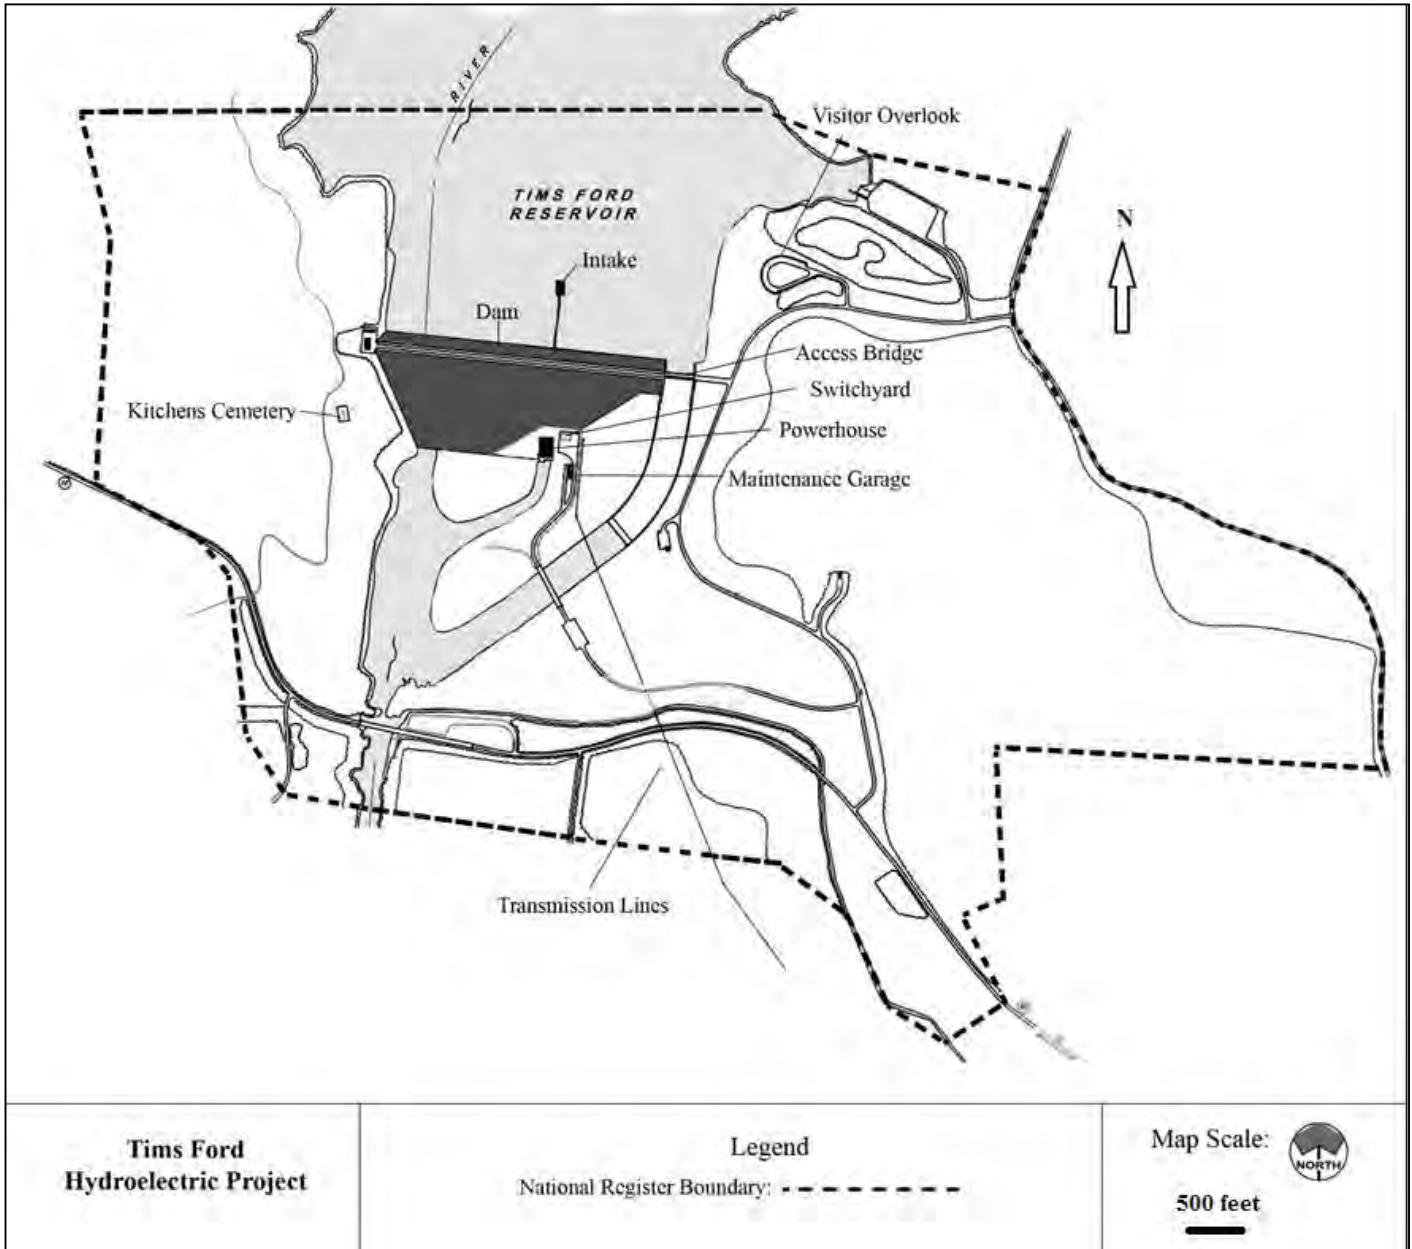 RIVER
Visitor Overlook
TIMS FORD
RESERVOIR
N
Intake
Dam
Access Bridge
Switchyard
Kitchens Cemetery
Powerhouse
Maintenance Garage
Transmission Lines
Tims Ford
Hydroelectric Project
Legend
National Register Boundary:
Map Scale:
NORTH
500 feet